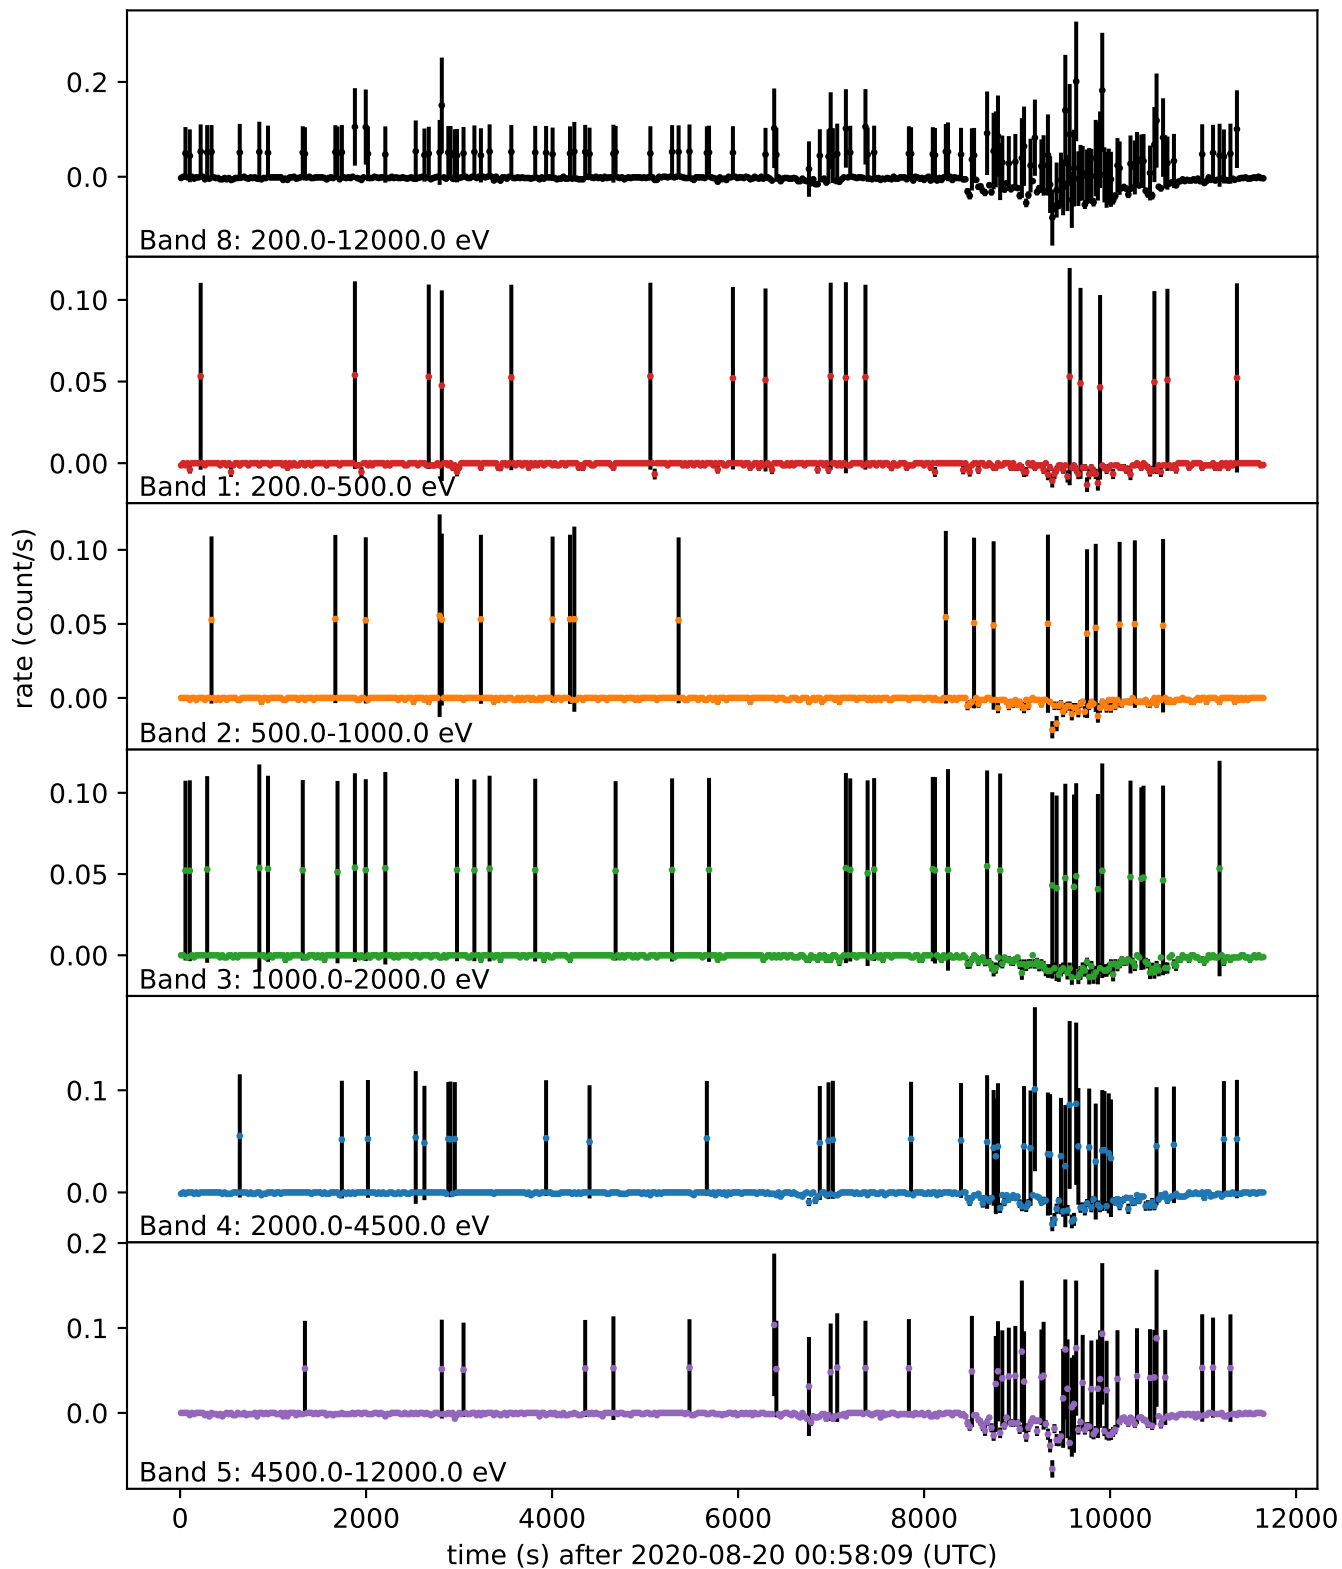 0.2
0.0
Band 8: 200.0-12000.0 eV
0.10
0.05
0.00
Band 1: 200.0-500.0 eV
rate (count/s)
0.10
0.05
0.00
Band 2: 500.0-1000.0 eV
0.10
0.05
0.00
Band 3: 1000.0-2000.0 eV
0.1
0.0
Band 4: 2000.0-4500.0 eV
0.2
0.1
0.0
Band 5: 4500.0-12000.0 eV
0 2000 4000 6000 8000 10000 12000
time (s) after 2020-08-20 00:58:09 (UTC)